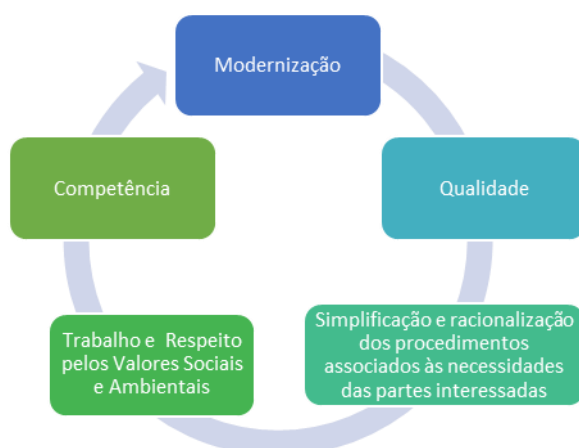 Modernização
Qualidade
Simplificação e racionalização
dos procedimentos
associados às necessidades
das partes interessadas
Trabalho e Respeito
pelos Valores Sociais
e Ambientais
Competência